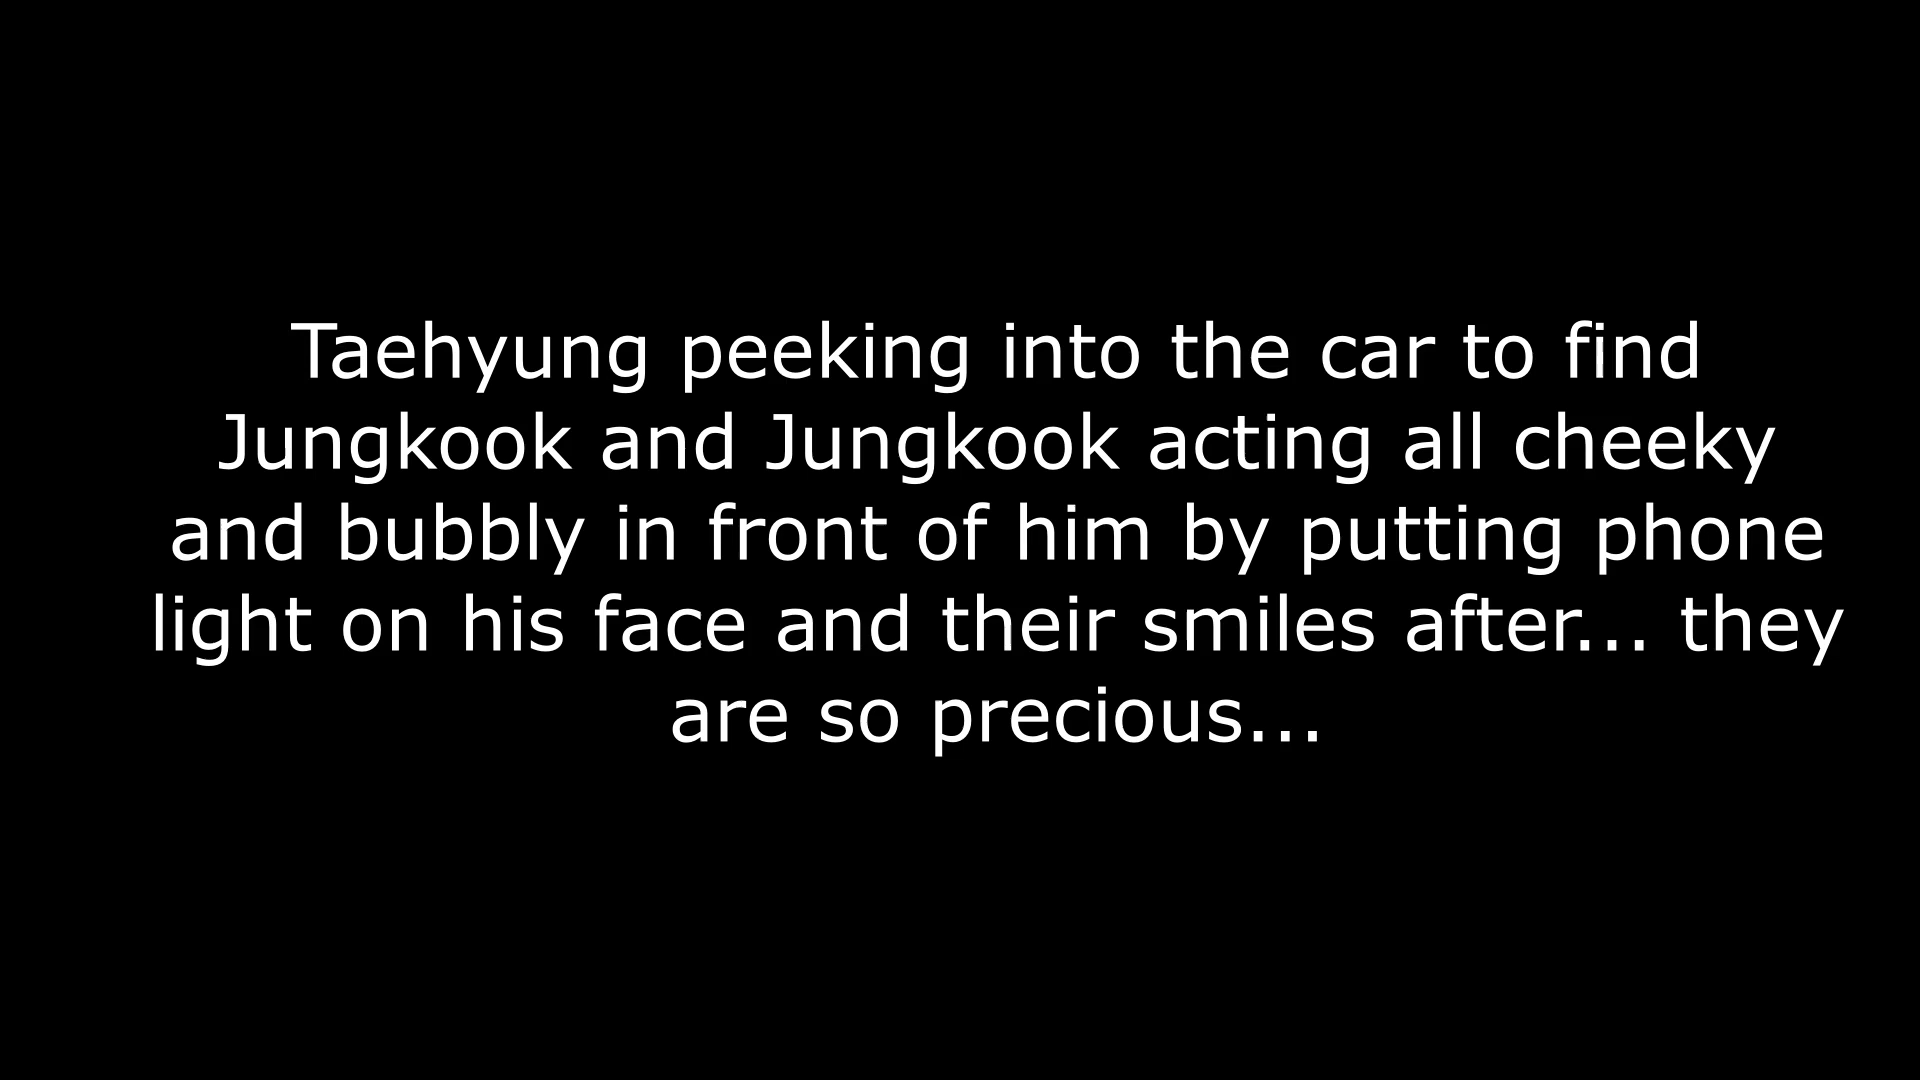 Taehyung peeking into the car to find
Jungkook and Jungkook acting all cheeky
and bubbly in front of him by putting phone
light on his face and their smiles after... they
are so precious...